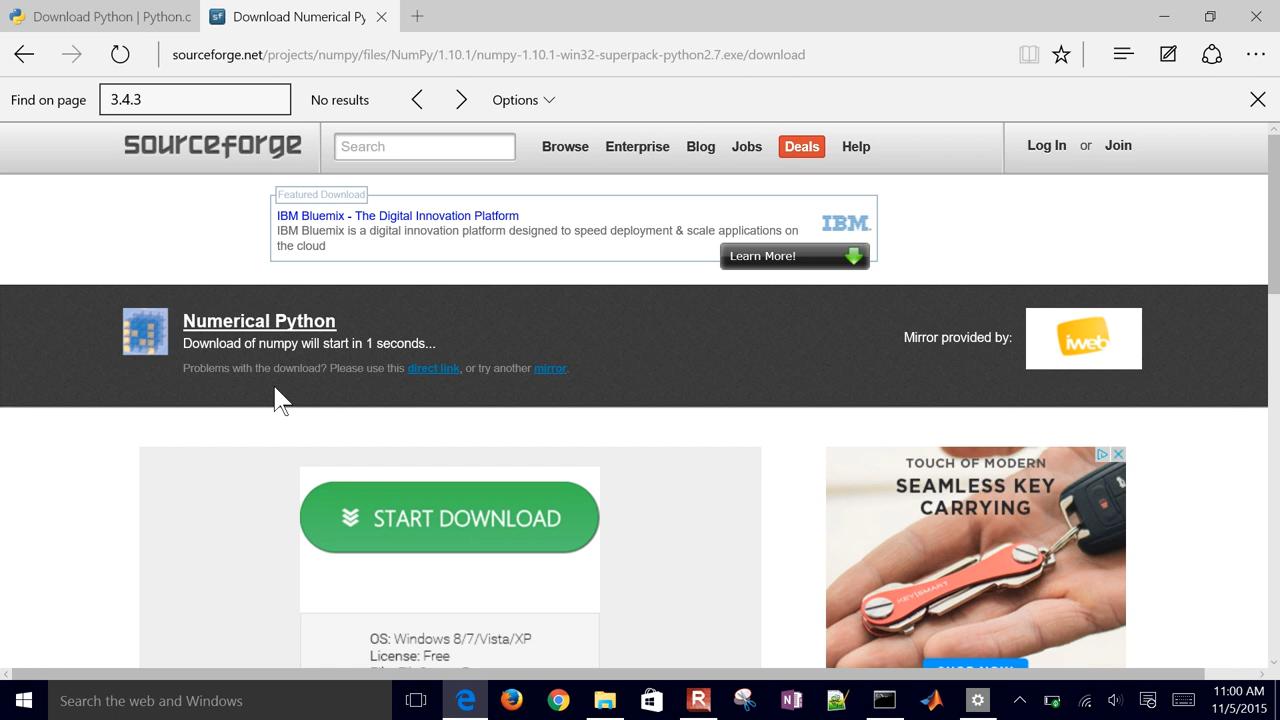 Download Python | Python.c
sf
Download Numerical Py
sourceforge.net/projects/numpy/files/NumPy/1.10.1/numpy-1.10.1-win32-superpack-python2.7.exe/download
Find on page
3.4.3
No results
Options
sourceforge
Search
Browse
Enterprise
Blog
Jobs
Deals
Help
Log In or Join
Featured Download
IBM Bluemix - The Digital Innovation Platform
IBM Bluemix is a digital innovation platform designed to speed deployment & scale applications on
the cloud
IBM.
Learn More!
Numerical Python
Download of numpy will start in 1 seconds...
Problems with the download? Please use this direct link, or try another mirror.
Mirror provided by:
iweb
START DOWNLOAD
OS: Windows 8/7/Vista/XP
License: Free
TOUCH OF MODERN
SEAMLESS KEY
CARRYING
KEYSMART
Search the web and Windows
11:00 AM
11/5/2015